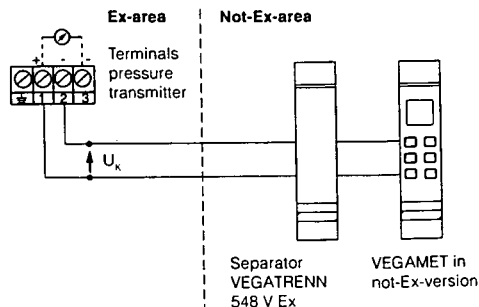 Ex-area
Not-Ex-area
Terminals
pressure
transmitter
+ - -
1 2 3
U_K
Separator
VEGATRENN
548 V Ex
VEGAMET in
not-Ex-version